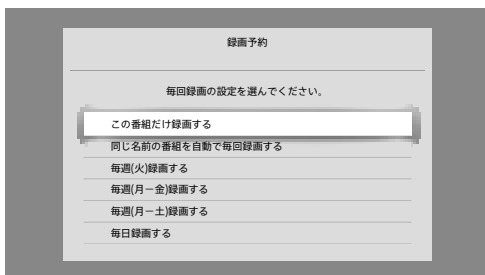 録画予約
毎回録画の設定を選んでください。
この番組だけ録画する
同じ名前の番組を自動で毎回録画する
毎週(火)録画する
毎週(月－金)録画する
毎週(月－土)録画する
毎日録画する